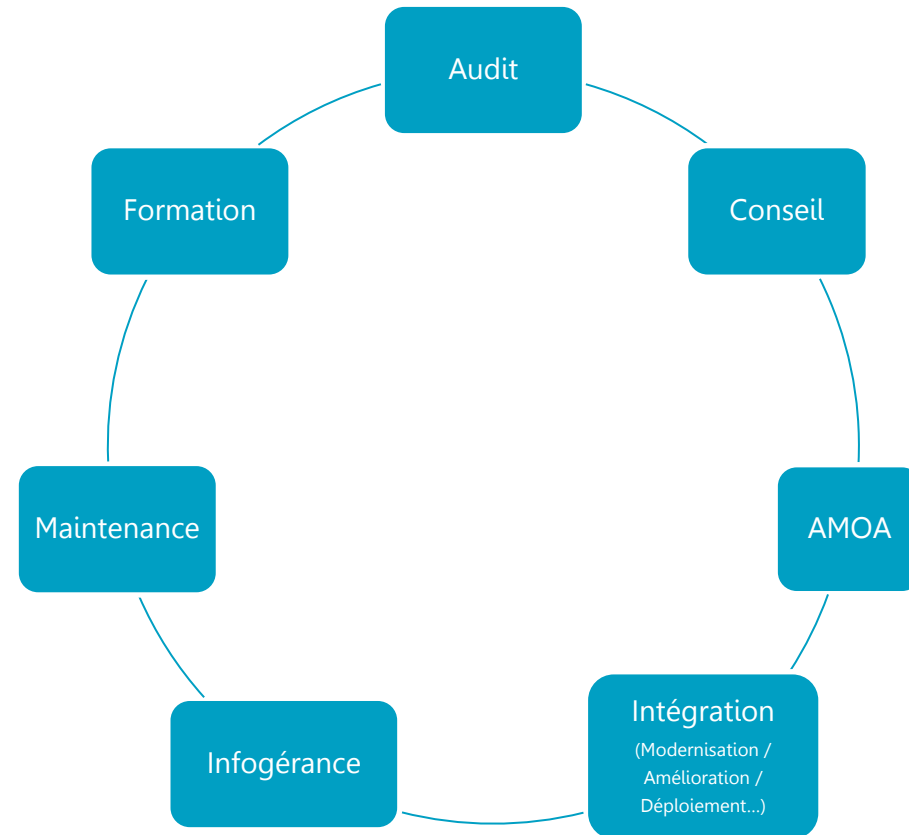 Audit
Conseil
AMOA
Intégration
(Modernisation /
Amélioration /
Déploiement...)
Infogérance
Maintenance
Formation